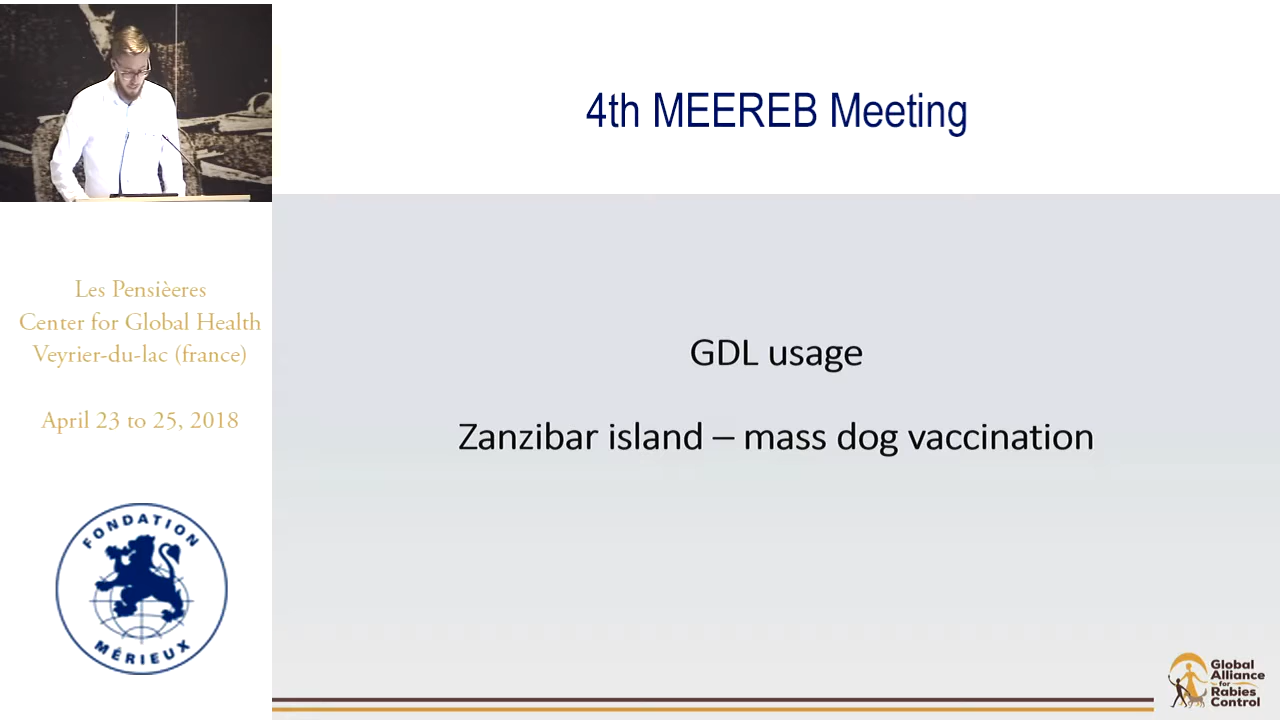 4th MEEREB Meeting
Les Pensièeres
Center for Global Health
Veyrier-du-lac (france)
April 23 to 25, 2018
FONDATION
MÉRIEUX
GDL usage
Zanzibar island – mass dog vaccination
Global
Alliance
for
Rabies
Control